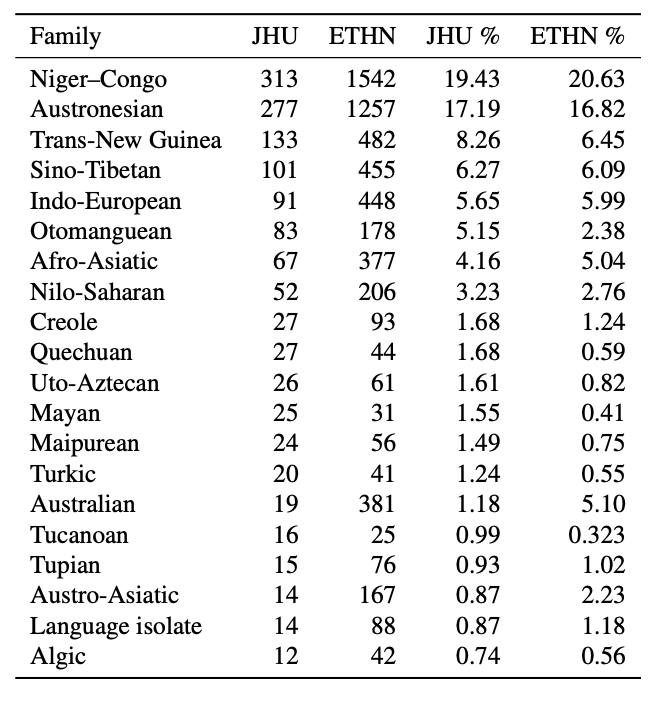 Family JHU ETHN JHU % ETHN %
Niger–Congo 313 1542 19.43 20.63
Austronesian 277 1257 17.19 16.82
Trans-New Guinea 133 482 8.26 6.45
Sino-Tibetan 101 455 6.27 6.09
Indo-European 91 448 5.65 5.99
Otomanguean 83 178 5.15 2.38
Afro-Asiatic 67 377 4.16 5.04
Nilo-Saharan 52 206 3.23 2.76
Creole 27 93 1.68 1.24
Quechuan 27 44 1.68 0.59
Uto-Aztecan 26 61 1.61 0.82
Mayan 25 31 1.55 0.41
Maipurean 24 56 1.49 0.75
Turkic 20 41 1.24 0.55
Australian 19 381 1.18 5.10
Tucanoan 16 25 0.99 0.323
Tupian 15 76 0.93 1.02
Austro-Asiatic 14 167 0.87 2.23
Language isolate 14 88 0.87 1.18
Algic 12 42 0.74 0.56